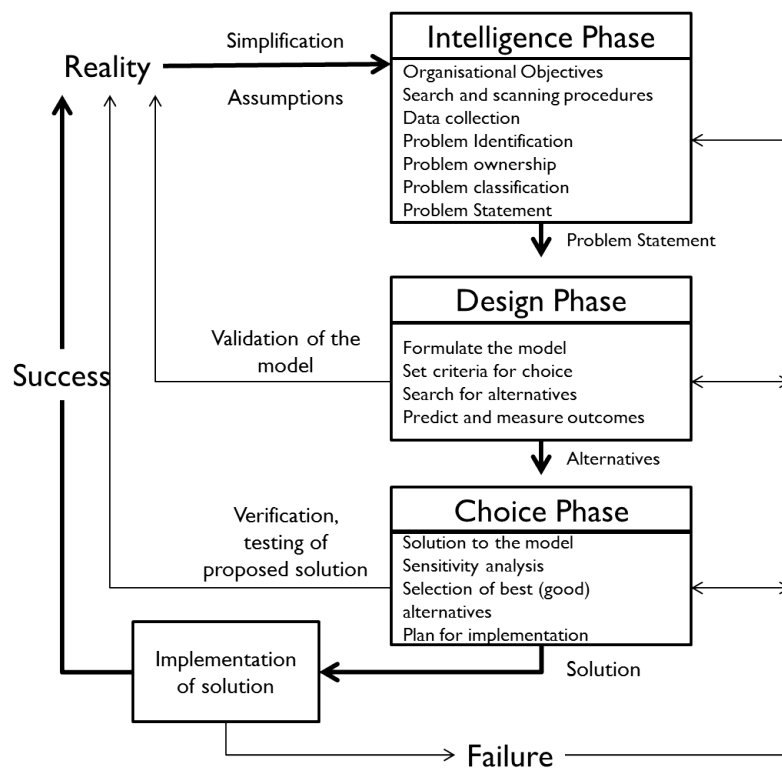 Simplification
Reality
Assumptions
Intelligence Phase
Organisational Objectives
Search and scanning procedures
Data collection
Problem Identification
Problem ownership
Problem classification
Problem Statement
Problem Statement
Design Phase
Formulate the model
Set criteria for choice
Search for alternatives
Predict and measure outcomes
Validation of the
model
Success
Alternatives
Choice Phase
Solution to the model
Sensitivity analysis
Selection of best (good)
alternatives
Plan for implementation
Verification,
testing of
proposed solution
Implementation
of solution
Solution
Failure